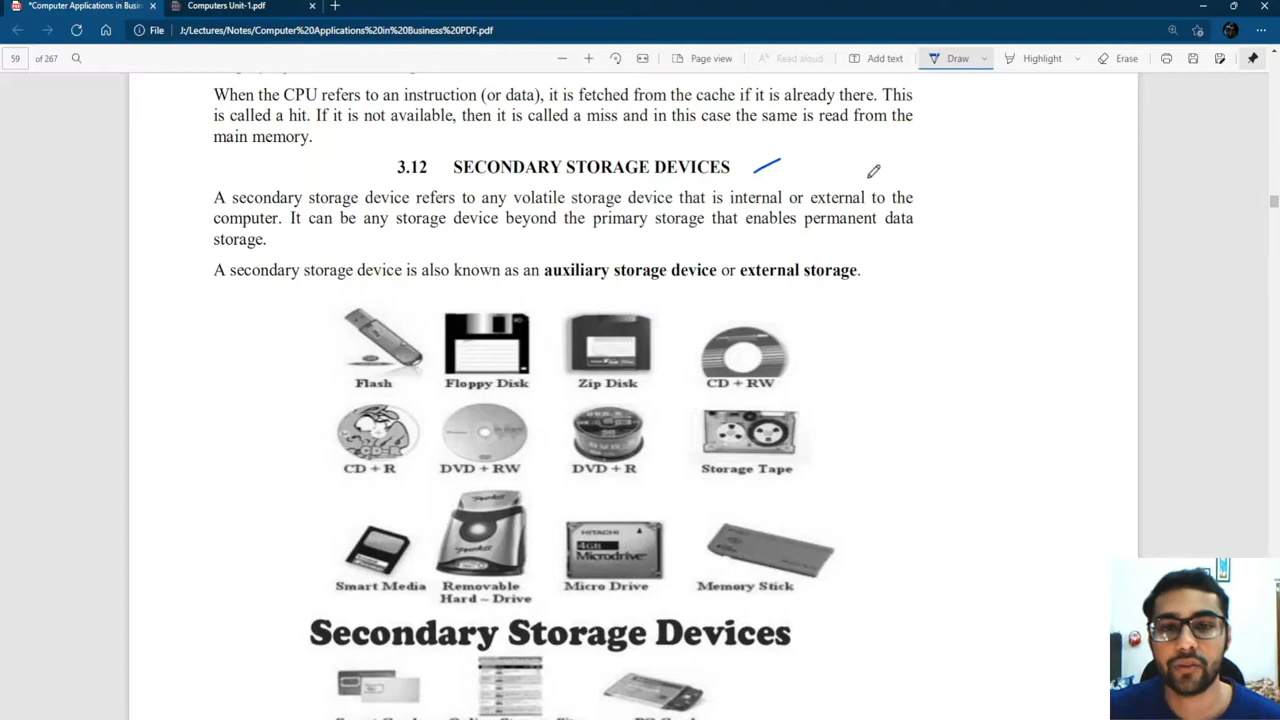 *Computer Applications in Busin
Computers Unit-1.pdf
File
J:/Lectures/Notes/Computer%20Applications%20in%20Business%20PDF.pdf
59 of 267
Page view
Read aloud
Add text
Draw
Highlight
Erase
When the CPU refers to an instruction (or data), it is fetched from the cache if it is already there. This
is called a hit. If it is not available, then it is called a miss and in this case the same is read from the
main memory.
3.12 SECONDARY STORAGE DEVICES
A secondary storage device refers to any volatile storage device that is internal or external to the
computer. It can be any storage device beyond the primary storage that enables permanent data
storage.
A secondary storage device is also known as an auxiliary storage device or external storage.
Flash
Floppy Disk
Zip Disk
CD + RW
CD + R
DVD + RW
DVD + R
Storage Tape
HITACHI
4GB
Microdrive
Smart Media
Removable
Hard – Drive
Micro Drive
Memory Stick
Secondary Storage Devices